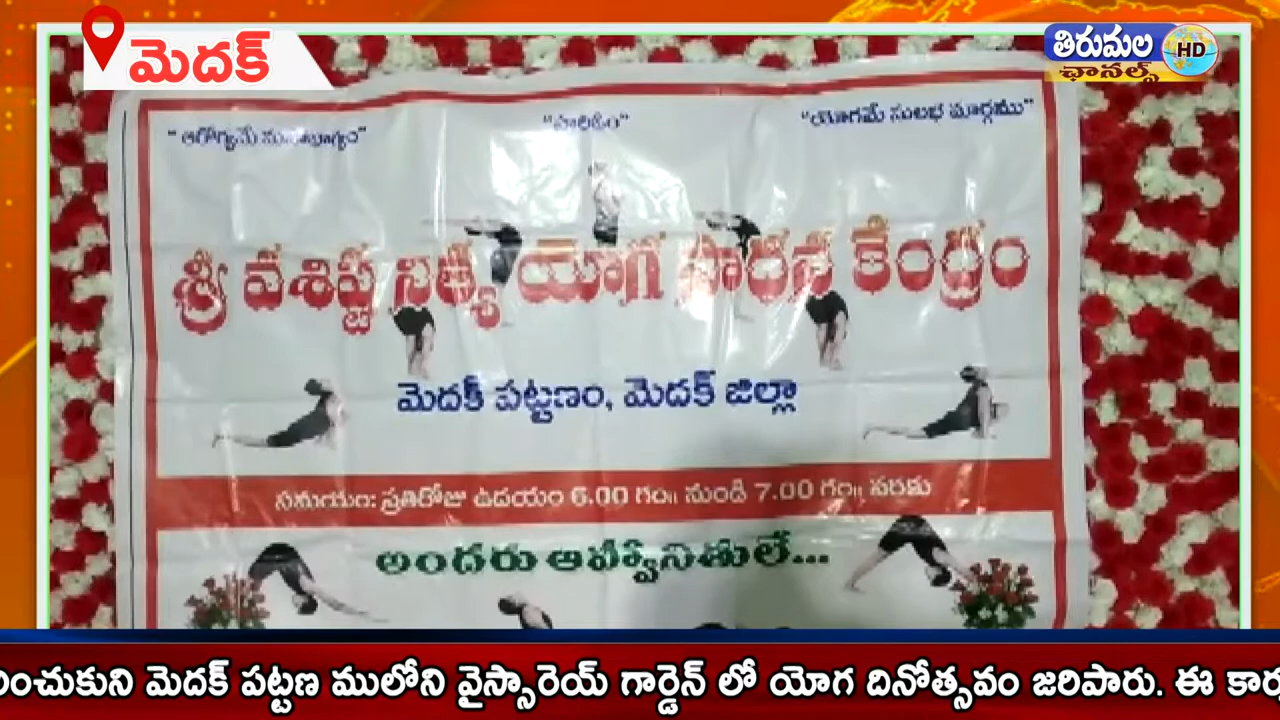 మెదక్
తిరుమల HD
ఛానల్స్
"ఆరోగ్యమే మహాభాగ్యం" "హరిఓం" "యోగమే సులభ మార్గము"
శ్రీ వశిష్ట నిత్య యోగ సాధన కేంద్రం
మెదక్ పట్టణం, మెదక్ జిల్లా
సమయం: ప్రతిరోజు ఉదయం 6.00 గం॥ నుండి 7.00 గం॥ వరకు
అందరు ఆహ్వానితులే...
ించుకుని మెదక్ పట్టణ ములోని వైస్సారెయ్ గార్డెన్ లో యోగ దినోత్సవం జరిపారు. ఈ కార్య